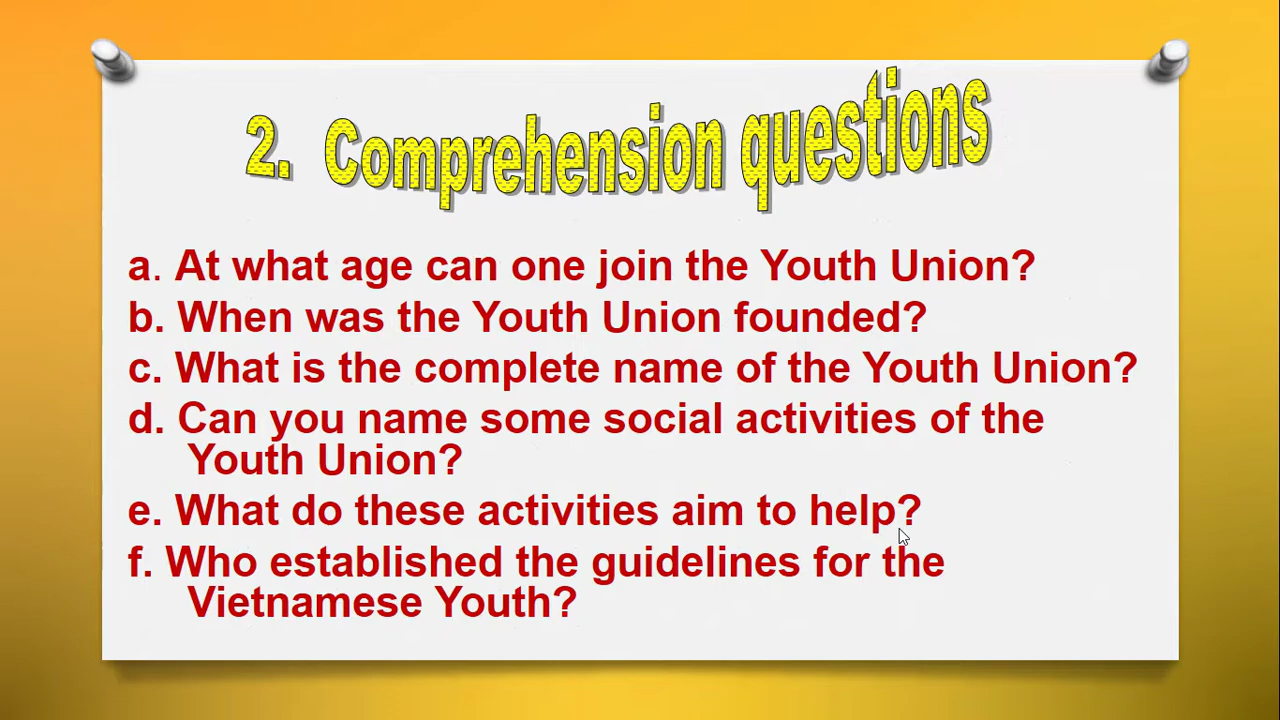 2. Comprehension questions
a. At what age can one join the Youth Union?
b. When was the Youth Union founded?
c. What is the complete name of the Youth Union?
d. Can you name some social activities of the
Youth Union?
e. What do these activities aim to help?
f. Who established the guidelines for the
Vietnamese Youth?